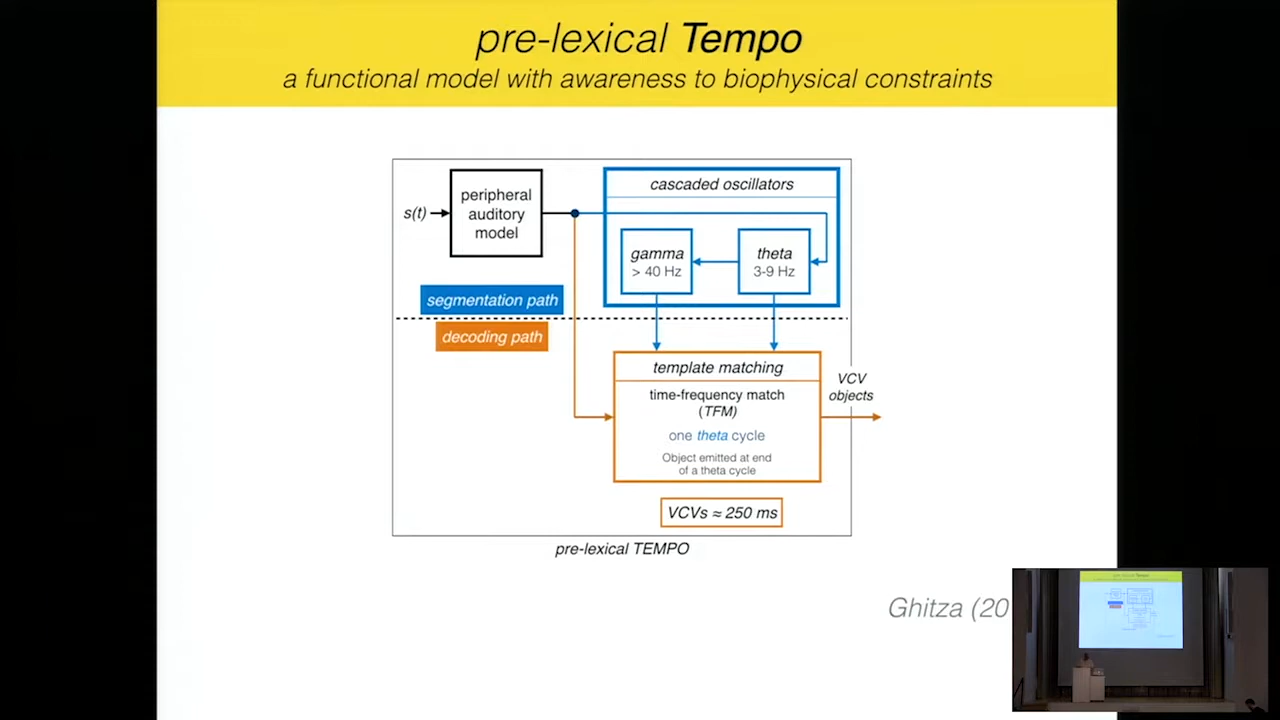 pre-lexical Tempo
a functional model with awareness to biophysical constraints
s(t)
peripheral
auditory
model
cascaded oscillators
gamma
> 40 Hz
theta
3-9 Hz
segmentation path
decoding path
template matching
time-frequency match
(TFM)
one theta cycle
Object emitted at end
of a theta cycle
VCV
objects
VCVs ≈ 250 ms
pre-lexical TEMPO
Ghitza (20